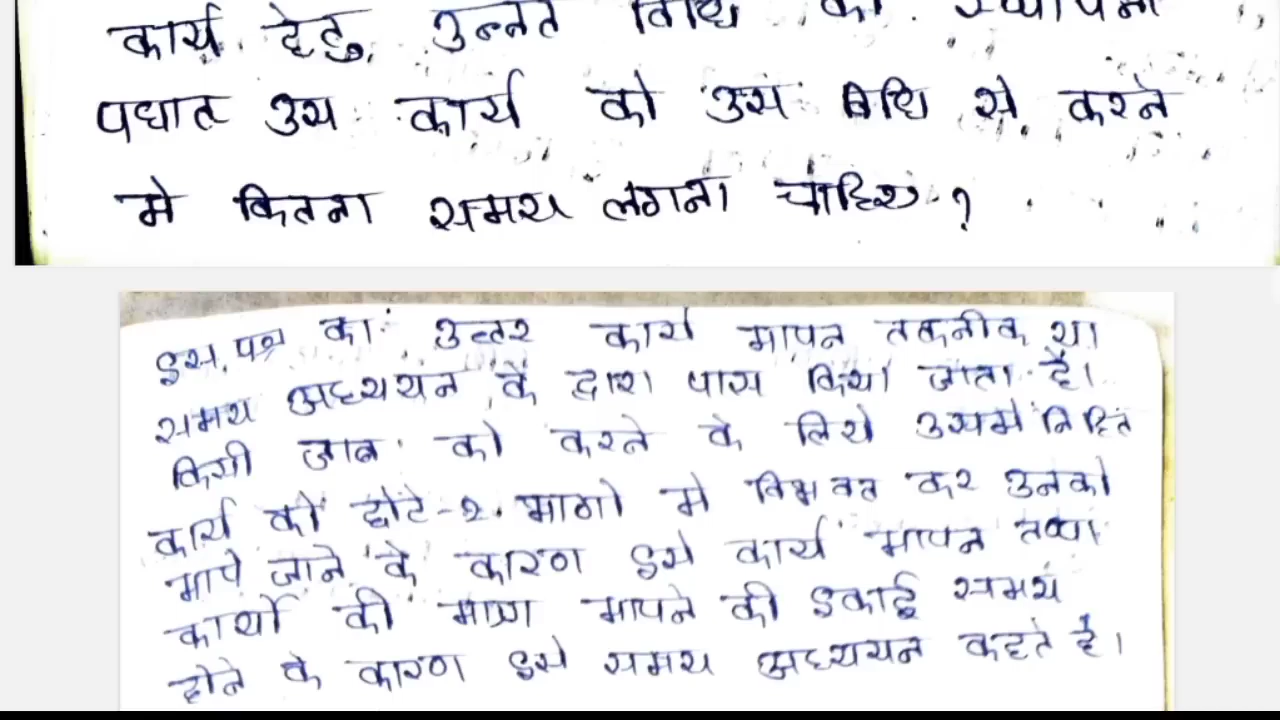 कार्य हेतु, उन्नत विधि की स्थापना
पश्चात उस कार्य को उस विधि से करने
मे कितना समय लगना चाहिए ?
इस प्रश्न का उत्तर कार्य मापन तकनीक या
समय अध्ययन के द्वारा प्राप्त किया जाता है।
किसी जाब को करने के लिये उसमे निहित
कार्य को छोटे-२ भागो मे विभक्त कर उनको
मापे जाने के कारण इसे कार्य मापन तथा
कार्यो की मात्रा मापने की इकाई समय
होने के कारण इसे समय अध्ययन कहते है।